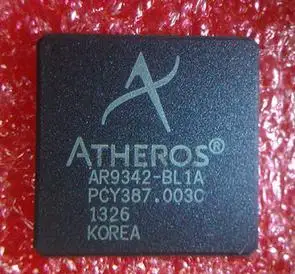 ATHEROS®
AR9342-BL1A
PCY387.003C
1326
KOREA